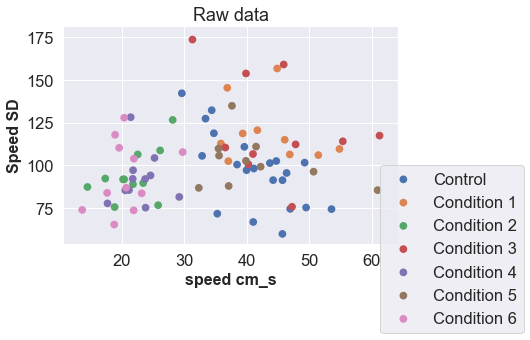 Raw data
Speed SD
175
150
125
100
75
20
30
40
50
60
speed cm_s
Control
Condition 1
Condition 2
Condition 3
Condition 4
Condition 5
Condition 6